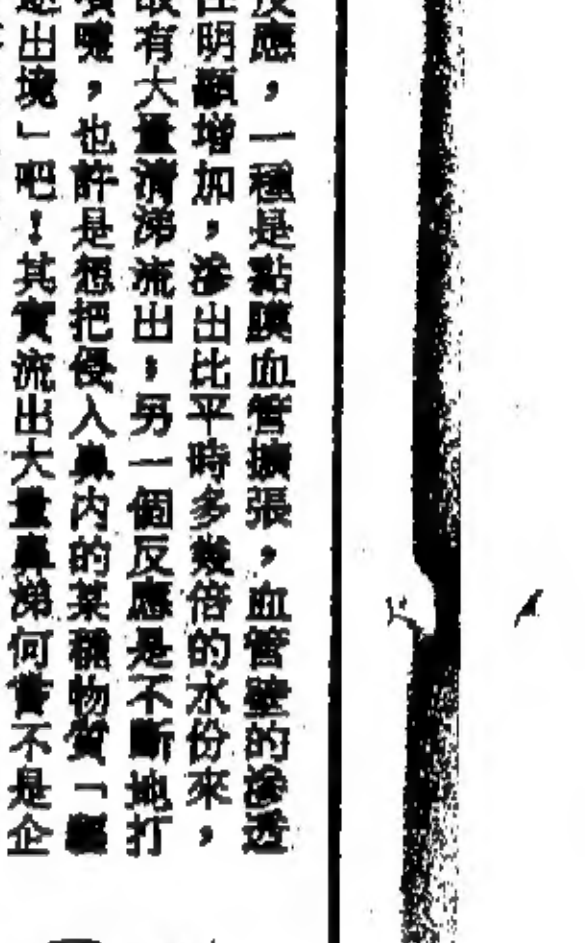 反應，一種是黏膜血管擴張，血管壁的滲透
性明顯增加，滲出比平時多幾倍的水份來，
故有大量清涕流出，另一個反應是不斷地打
噴嚏，也許是想把侵入鼻內的某種物質「驅
逐出境」吧！其實流出大量鼻涕何嘗不是企